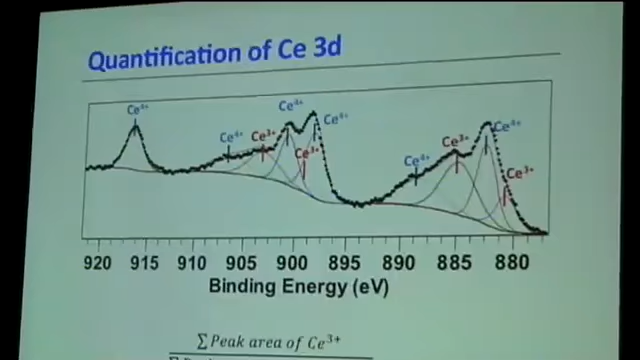 Quantification of Ce 3d
Ce⁴⁺
Ce⁴⁺
Ce³⁺
Ce⁴⁺
Ce⁴⁺
Ce³⁺
Ce⁴⁺
Ce³⁺
Ce⁴⁺
Ce³⁺
920 915 910 905 900 895 890 885 880
Binding Energy (eV)
∑ Peak area of Ce³⁺